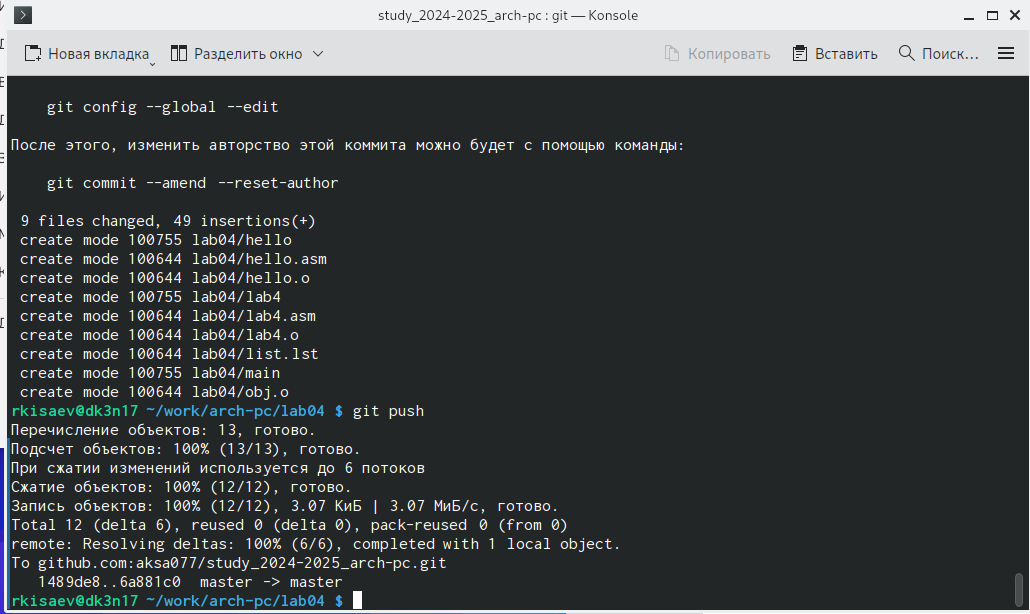 study_2024-2025_arch-pc : git — Konsole
Новая вкладка Разделить окно Копировать Вставить Поиск...
git config --global --edit
После этого, изменить авторство этой коммита можно будет с помощью команды:
git commit --amend --reset-author
9 files changed, 49 insertions(+)
create mode 100755 lab04/hello
create mode 100644 lab04/hello.asm
create mode 100644 lab04/hello.o
create mode 100755 lab04/lab4
create mode 100644 lab04/lab4.asm
create mode 100644 lab04/lab4.o
create mode 100644 lab04/list.lst
create mode 100755 lab04/main
create mode 100644 lab04/obj.o
rkisaev@dk3n17 ~/work/arch-pc/lab04 $ git push
Перечисление объектов: 13, готово.
Подсчет объектов: 100% (13/13), готово.
При сжатии изменений используется до 6 потоков
Сжатие объектов: 100% (12/12), готово.
Запись объектов: 100% (12/12), 3.07 КиБ | 3.07 МиБ/с, готово.
Total 12 (delta 6), reused 0 (delta 0), pack-reused 0 (from 0)
remote: Resolving deltas: 100% (6/6), completed with 1 local object.
To github.com:aksa077/study_2024-2025_arch-pc.git
1489de8..6a881c0 master -> master
rkisaev@dk3n17 ~/work/arch-pc/lab04 $